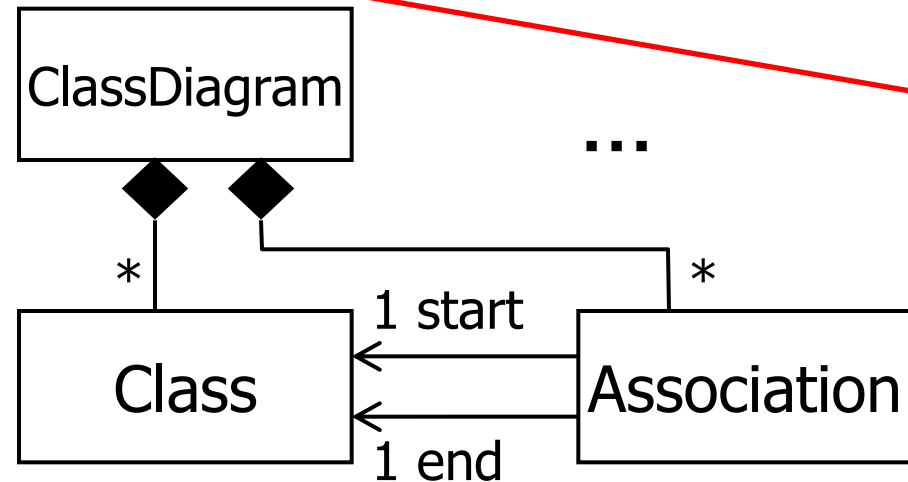 ClassDiagram
...
*
*
1 start
Class
Association
1 end